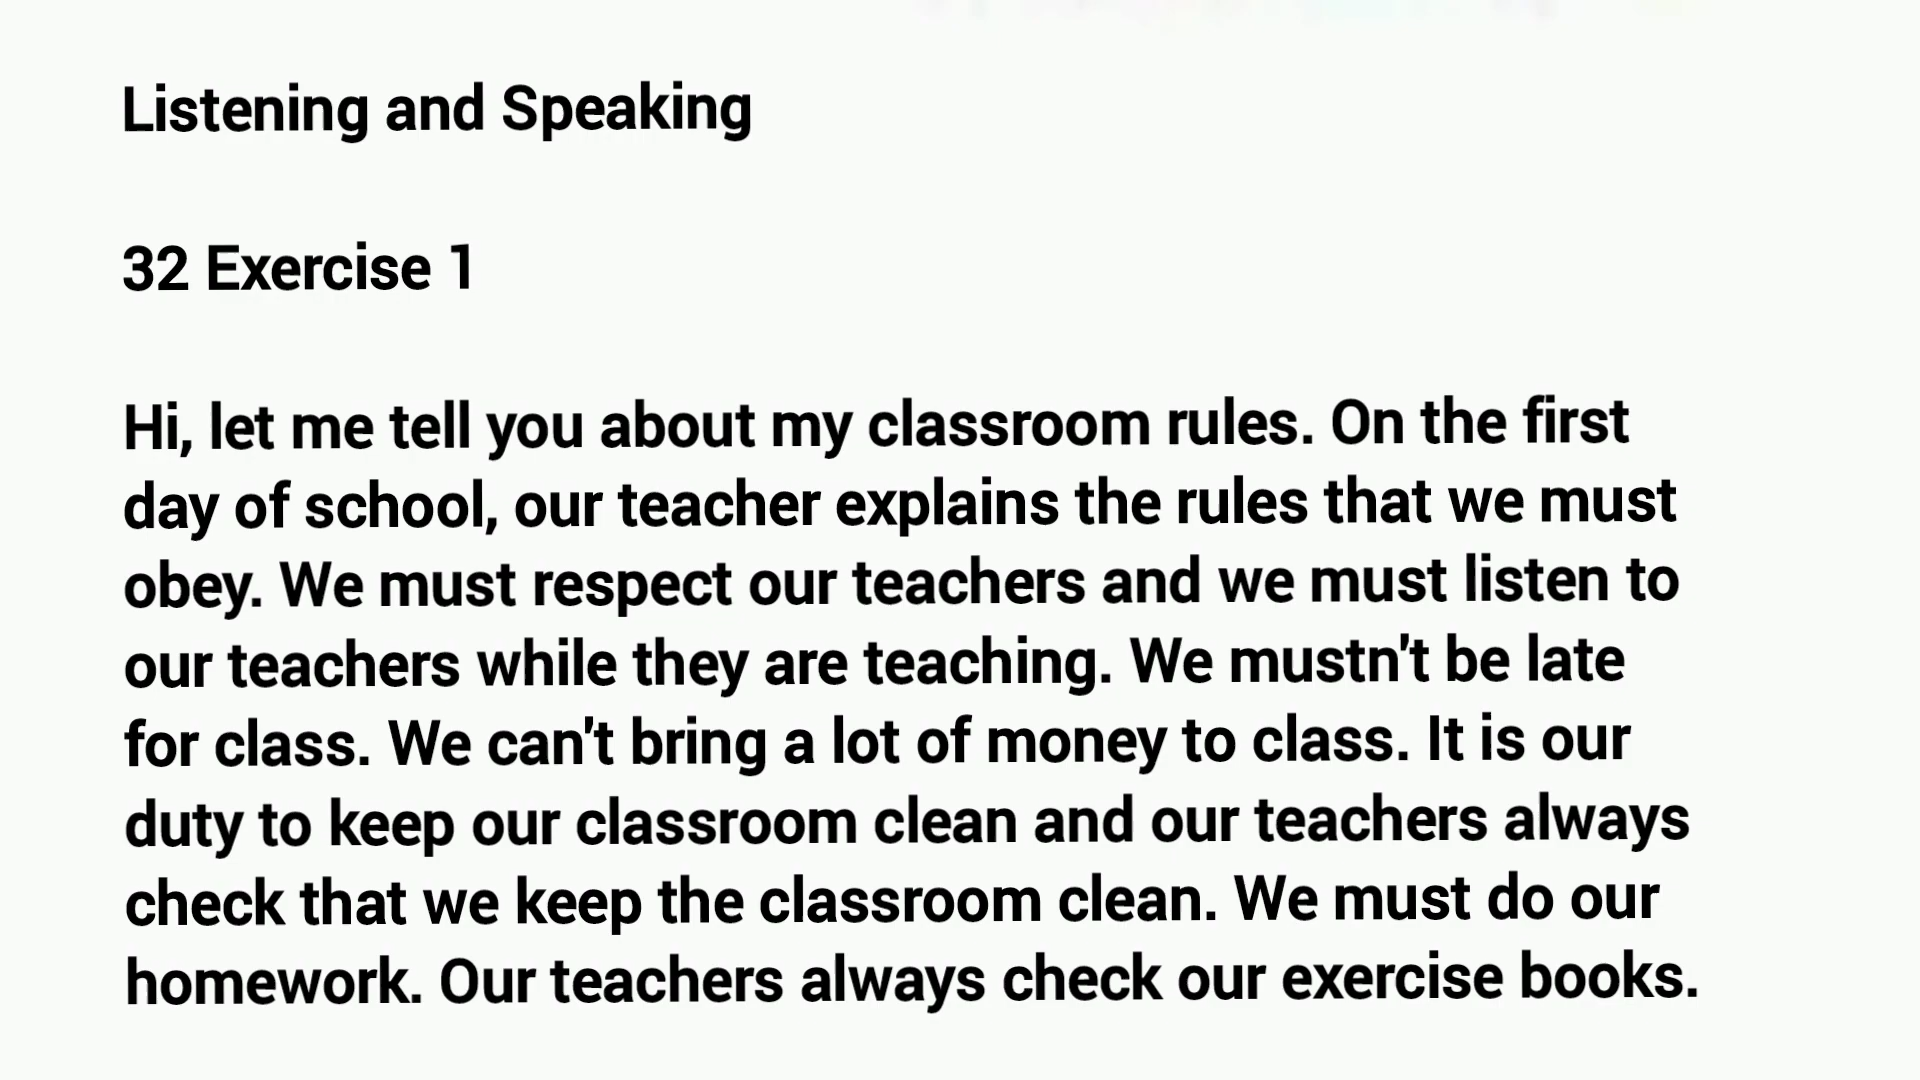 Listening and Speaking
32 Exercise 1
Hi, let me tell you about my classroom rules. On the first
day of school, our teacher explains the rules that we must
obey. We must respect our teachers and we must listen to
our teachers while they are teaching. We mustn't be late
for class. We can't bring a lot of money to class. It is our
duty to keep our classroom clean and our teachers always
check that we keep the classroom clean. We must do our
homework. Our teachers always check our exercise books.